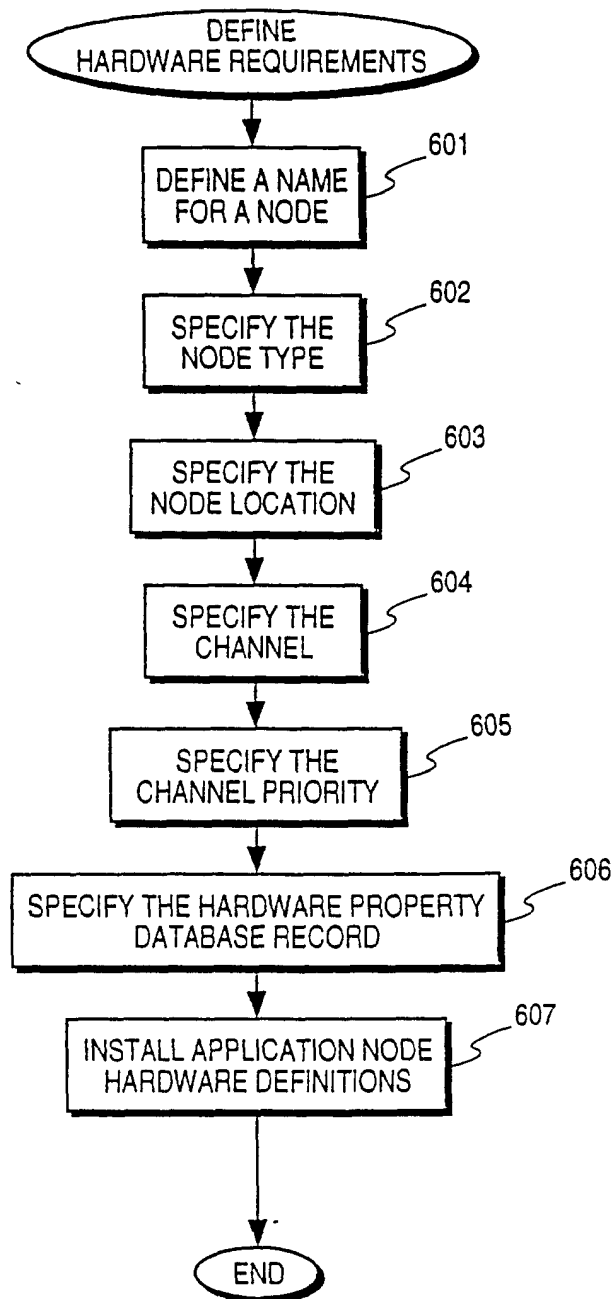 DEFINE
HARDWARE REQUIREMENTS
601
DEFINE A NAME
FOR A NODE
602
SPECIFY THE
NODE TYPE
603
SPECIFY THE
NODE LOCATION
604
SPECIFY THE
CHANNEL
605
SPECIFY THE
CHANNEL PRIORITY
606
SPECIFY THE HARDWARE PROPERTY
DATABASE RECORD
607
INSTALL APPLICATION NODE
HARDWARE DEFINITIONS
END